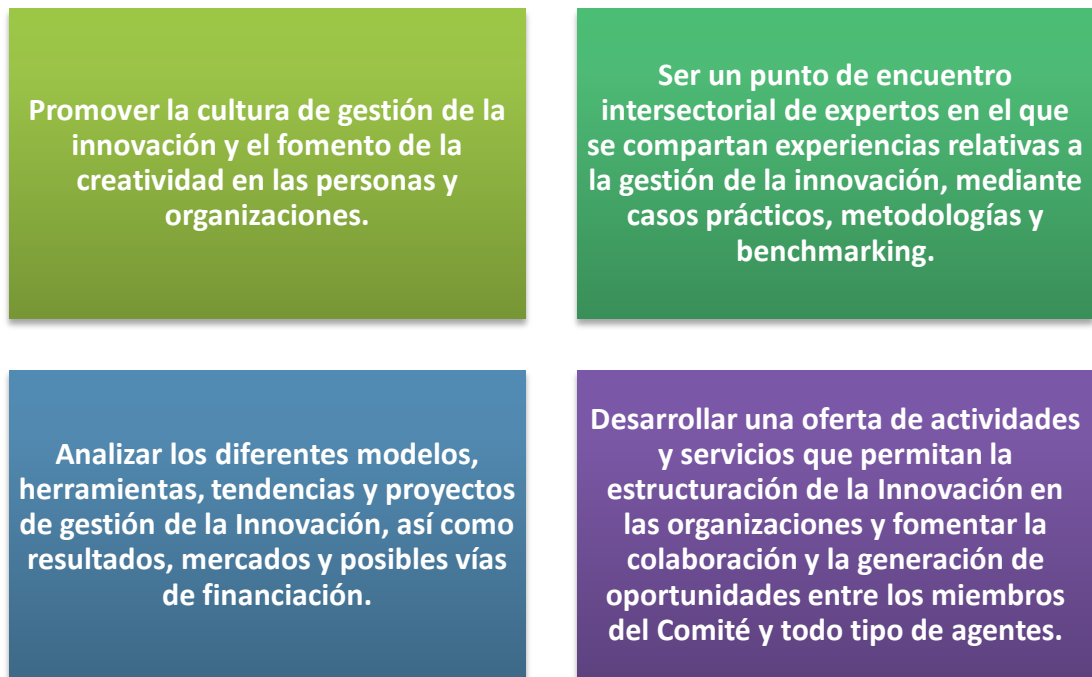 Promover la cultura de gestión de la
innovación y el fomento de la
creatividad en las personas y
organizaciones.
Ser un punto de encuentro
intersectorial de expertos en el que
se compartan experiencias relativas a
la gestión de la innovación, mediante
casos prácticos, metodologías y
benchmarking.
Analizar los diferentes modelos,
herramientas, tendencias y proyectos
de gestión de la Innovación, así como
resultados, mercados y posibles vías
de financiación.
Desarrollar una oferta de actividades
y servicios que permitan la
estructuración de la Innovación en
las organizaciones y fomentar la
colaboración y la generación de
oportunidades entre los miembros
del Comité y todo tipo de agentes.